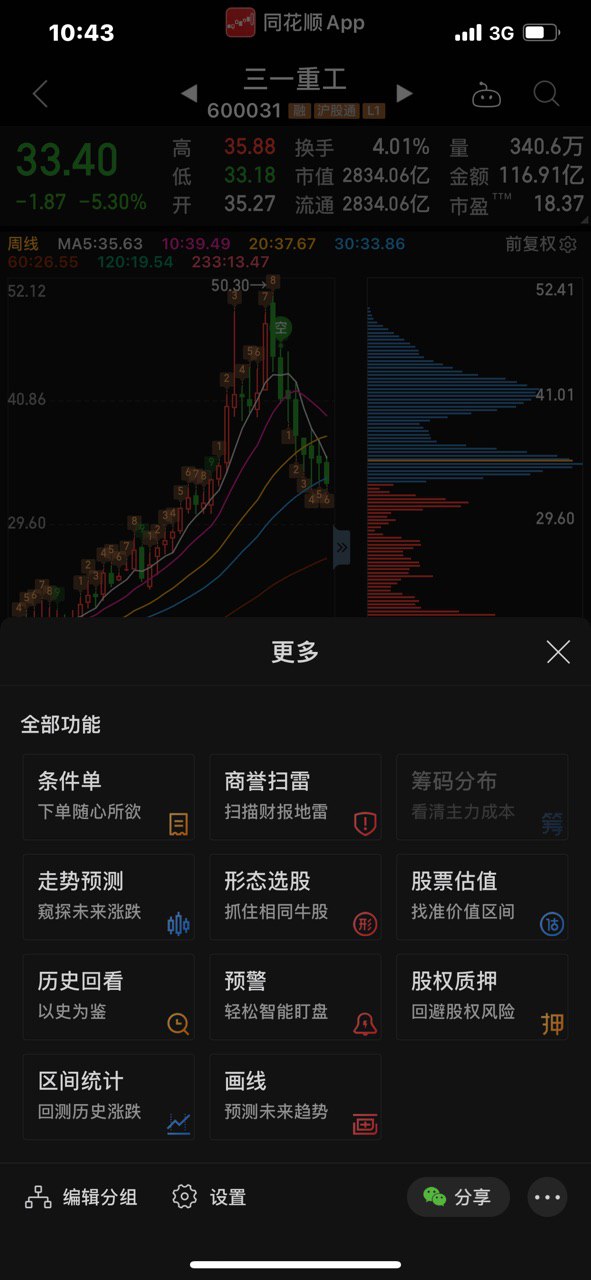 10:43 同花顺App 3G
三一重工
600031 融 沪股通 L1
33.40 高 35.88 换手 4.01% 量 340.6万
低 33.18 市值 2834.06亿 金额 116.91亿
-1.87 -5.30% 开 35.27 流通 2834.06亿 市盈TTM 18.37
周线 MA5:35.63 10:39.49 20:37.67 30:33.86 前复权
60:26.55 120:19.54 233:13.47
52.12 50.30→ 52.41
空
40.86 41.01
29.60 29.60
更多
全部功能
条件单 商誉扫雷 筹码分布
下单随心所欲 扫描财报地雷 看清主力成本
筹
走势预测 形态选股 股票估值
窥探未来涨跌 抓住相同牛股 找准价值区间
形 估
历史回看 预警 股权质押
以史为鉴 轻松智能盯盘 回避股权风险
押
区间统计 画线
回测历史涨跌 预测未来趋势
编辑分组 设置 分享